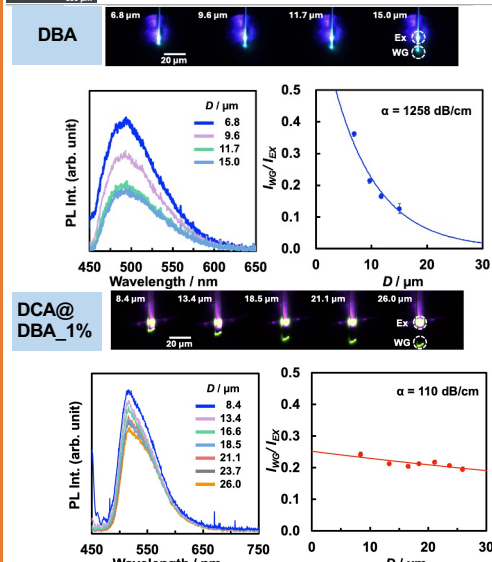 DBA
6.8 μm 9.6 μm 11.7 μm 15.0 μm
Ex
WG
20 μm
PL Int. (arb. unit)
D / μm
6.8
9.6
11.7
15.0
450 500 550 600 650
Wavelength / nm
I_WG / I_EX
0.5
0.4
0.3
0.2
0.1
0.0
α = 1258 dB/cm
0 10 20 30
D / μm
DCA@
DBA_1%
8.4 μm 13.4 μm 18.5 μm 21.1 μm 26.0 μm
Ex
WG
20 μm
PL Int. (arb. unit)
D / μm
8.4
13.4
16.6
18.5
21.1
23.7
26.0
450 550 650 750
Wavelength / nm
I_WG / I_EX
0.5
0.4
0.3
0.2
0.1
0.0
α = 110 dB/cm
0 10 20 30
D / μm